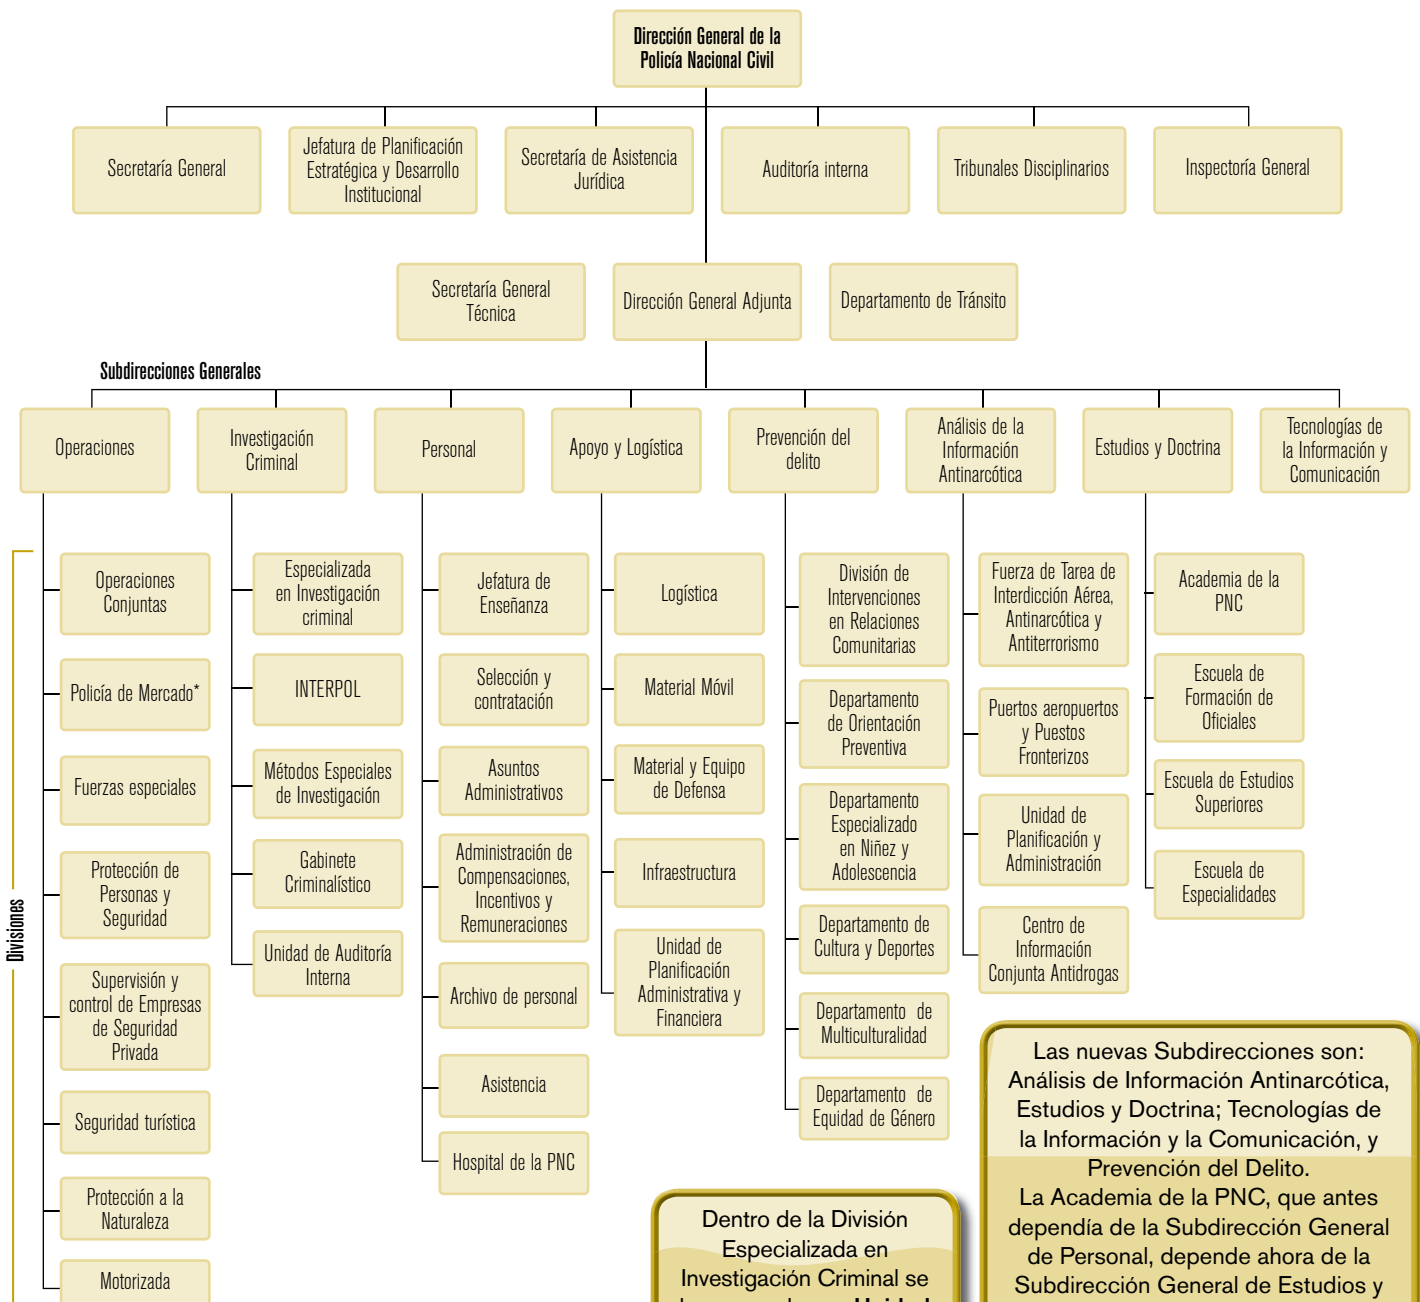 Dirección General de la
Policía Nacional Civil
Secretaría General
Jefatura de Planificación
Estratégica y Desarrollo
Institucional
Secretaría de Asistencia
Jurídica
Auditoría interna
Tribunales Disciplinarios
Inspectoría General
Secretaría General
Técnica
Dirección General Adjunta
Departamento de Tránsito
Subdirecciones Generales
Operaciones
Investigación
Criminal
Personal
Apoyo y Logística
Prevención del
delito
Análisis de la
Información
Antinarcótica
Estudios y Doctrina
Tecnologías de
la Información y
Comunicación
Divisiones
Operaciones
Conjuntas
Policía de Mercado*
Fuerzas especiales
Protección de
Personas y
Seguridad
Supervisión y
control de Empresas
de Seguridad
Privada
Seguridad turística
Protección a la
Naturaleza
Motorizada
Especializada
en Investigación
criminal
INTERPOL
Métodos Especiales
de Investigación
Gabinete
Criminalístico
Unidad de Auditoría
Interna
Jefatura de
Enseñanza
Selección y
contratación
Asuntos
Administrativos
Administración de
Compensaciones,
Incentivos y
Remuneraciones
Archivo de personal
Asistencia
Hospital de la PNC
Logística
Material Móvil
Material y Equipo
de Defensa
Infraestructura
Unidad de
Planificación
Administrativa y
Financiera
División de
Intervenciones
en Relaciones
Comunitarias
Departamento
de Orientación
Preventiva
Departamento
Especializado
en Niñez y
Adolescencia
Departamento de
Cultura y Deportes
Departamento de
Multiculturalidad
Departamento de
Equidad de Género
Fuerza de Tarea de
Interdicción Aérea,
Antinarcótica y
Antiterrorismo
Puertos aeropuertos
y Puestos
Fronterizos
Unidad de
Planificación y
Administración
Centro de
Información
Conjunta Antidrogas
Academia de la
PNC
Escuela de
Formación de
Oficiales
Escuela de Estudios
Superiores
Escuela de
Especialidades
Dentro de la División
Especializada en
Investigación Criminal se
Las nuevas Subdirecciones son:
Análisis de Información Antinarcótica,
Estudios y Doctrina; Tecnologías de
la Información y la Comunicación, y
Prevención del Delito.
La Academia de la PNC, que antes
dependía de la Subdirección General
de Personal, depende ahora de la
Subdirección General de Estudios y